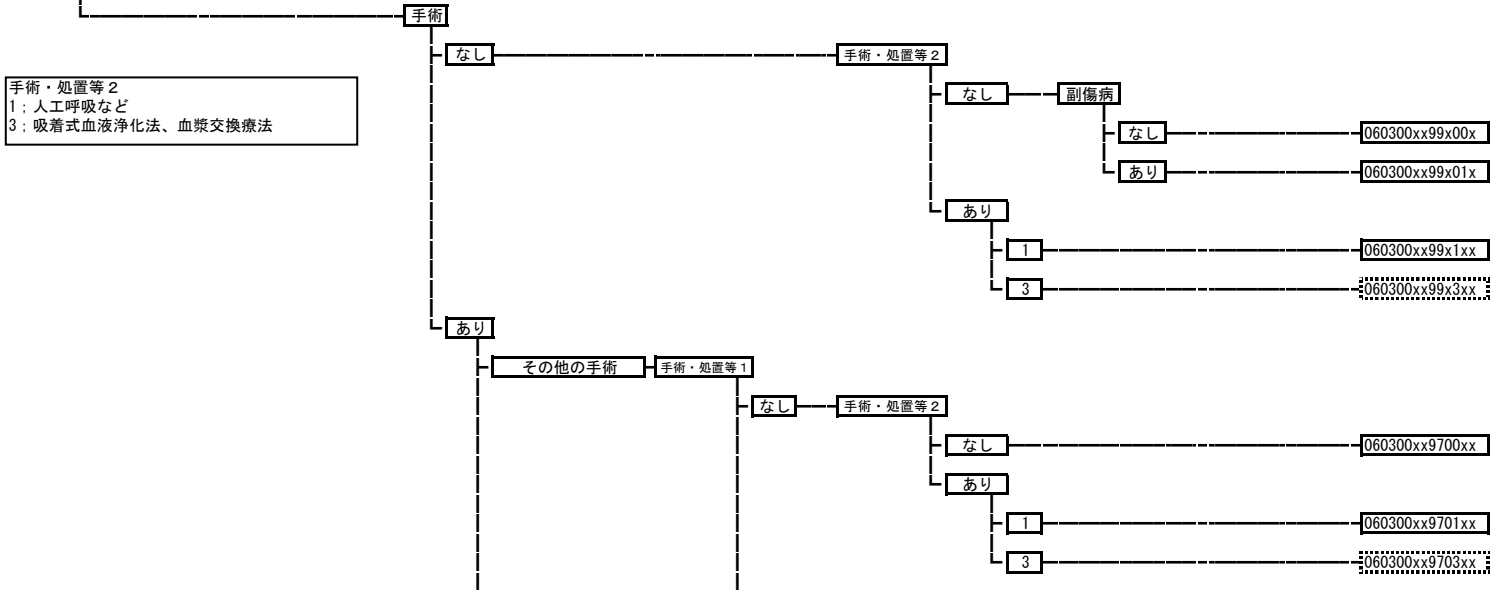 手術
なし
手術・処置等２
手術・処置等２
1；人工呼吸など
3；吸着式血液浄化法、血漿交換療法
なし
副傷病
なし
060300xx99x00x
あり
060300xx99x01x
あり
1
060300xx99x1xx
3
060300xx99x3xx
あり
その他の手術
手術・処置等１
なし
手術・処置等２
なし
060300xx9700xx
あり
1
060300xx9701xx
3
060300xx9703xx